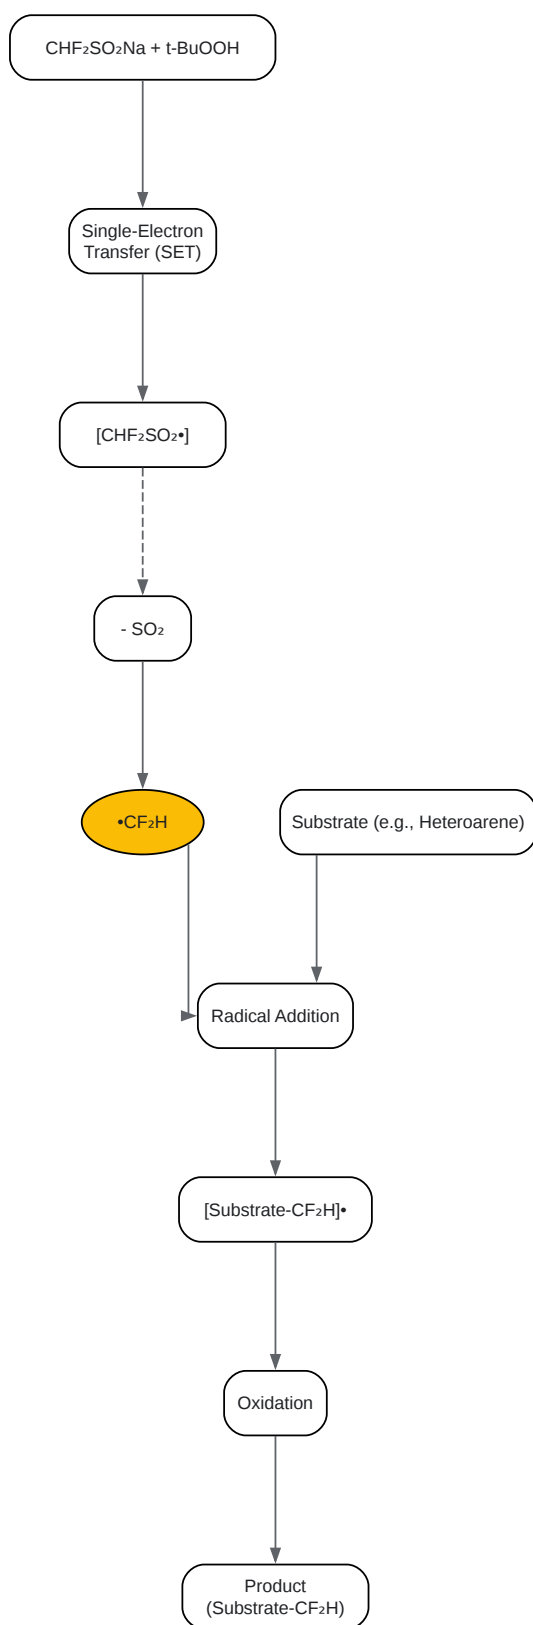 CHF₂SO₂Na + t-BuOOH
Single-Electron
Transfer (SET)
[CHF₂SO₂•]
- SO₂
•CF₂H
Substrate (e.g., Heteroarene)
Radical Addition
[Substrate-CF₂H]•
Oxidation
Product
(Substrate-CF₂H)